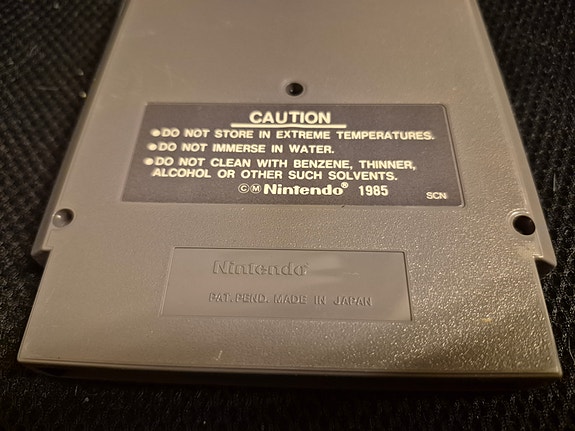 CAUTION
●DO NOT STORE IN EXTREME TEMPERATURES.
●DO NOT IMMERSE IN WATER.
●DO NOT CLEAN WITH BENZENE, THINNER,
ALCOHOL OR OTHER SUCH SOLVENTS.
©Ⓜ Nintendo® 1985
SCN
Nintendo®
PAT. PEND. MADE IN JAPAN